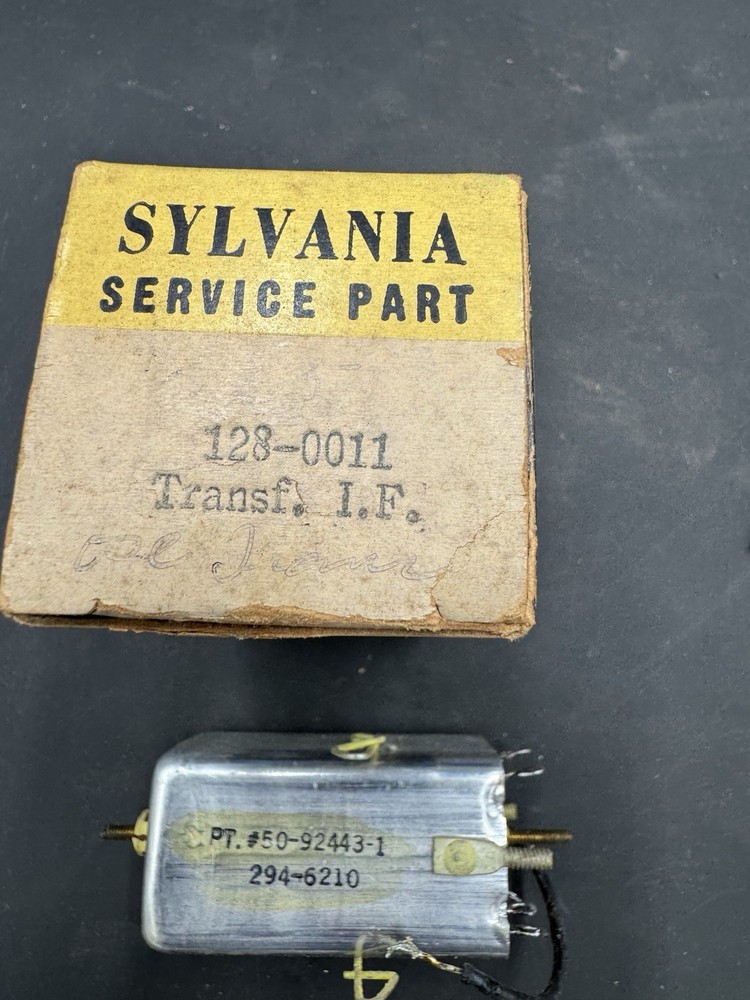 SYLVANIA
SERVICE PART
128-0011
Transf. I.F.
PT. #50-92443-1
294-6210